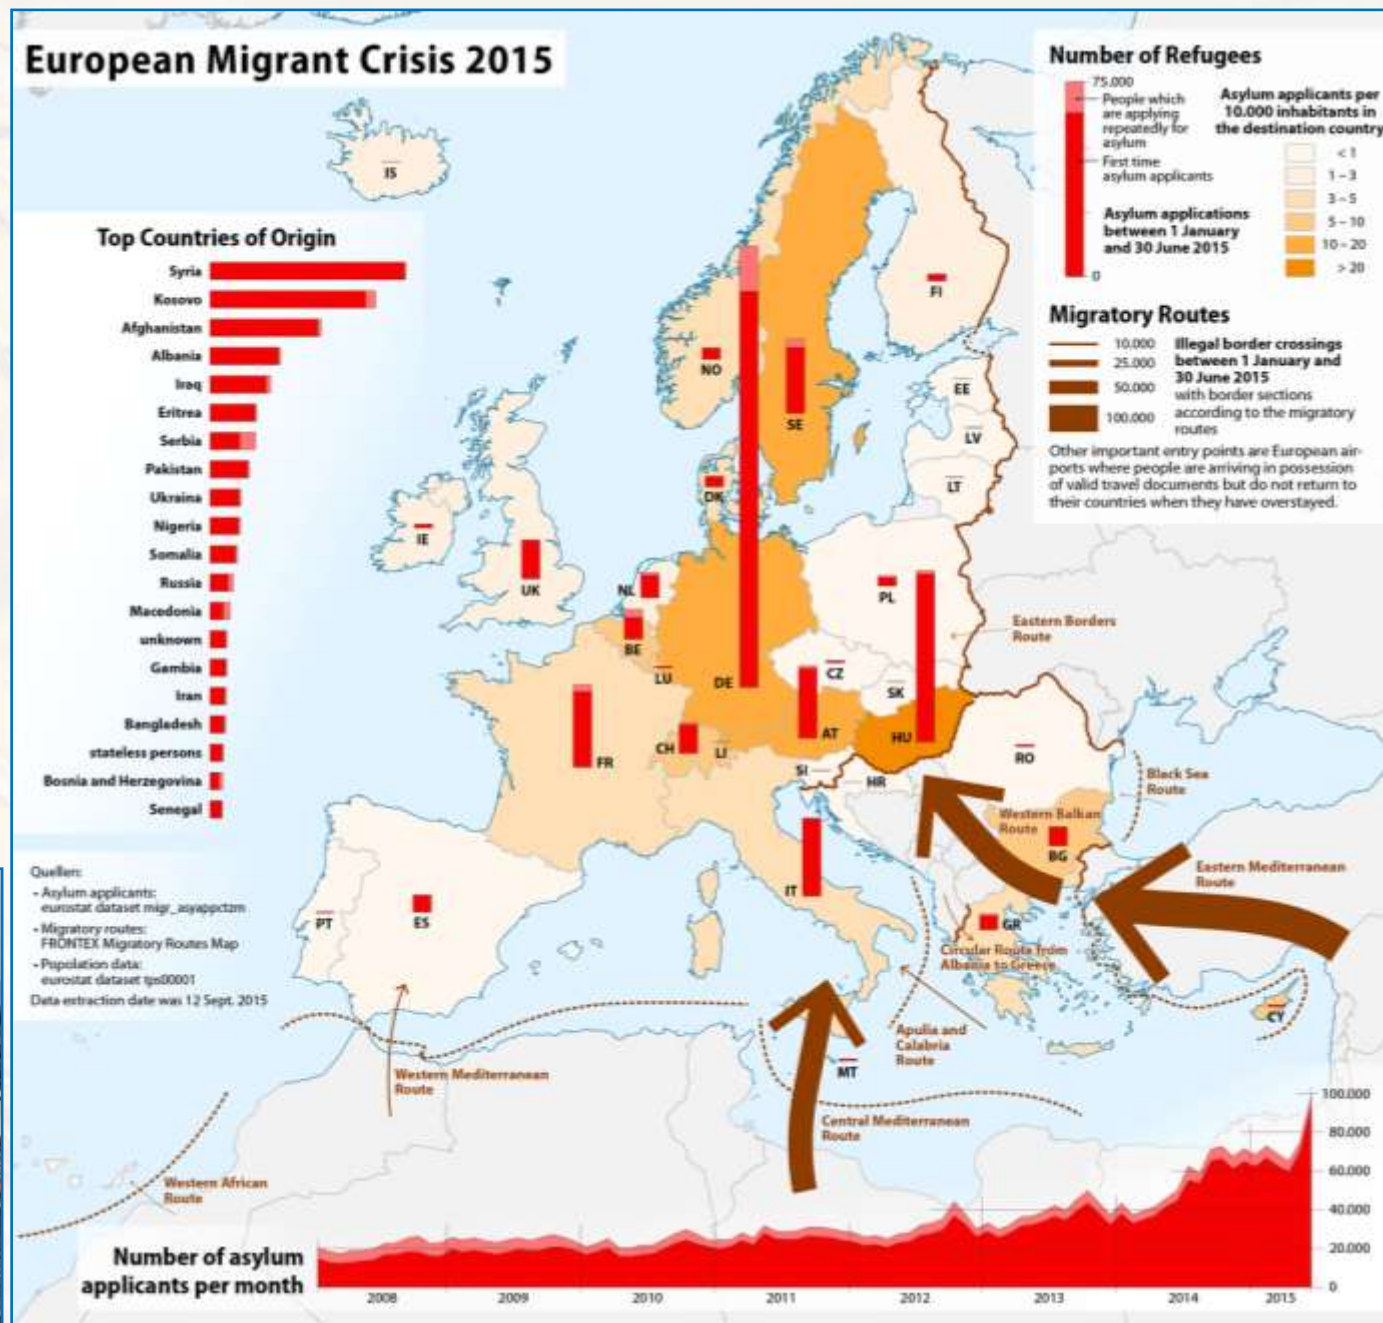 European Migrant Crisis 2015
Number of Refugees
75.000
People which
are applying
repeatedly for
asylum
First time
asylum applicants
Asylum applications
between 1 January
and 30 June 2015
0
Asylum applicants per
10.000 inhabitants in
the destination country
< 1
1 – 3
3 – 5
5 – 10
10 – 20
> 20
Migratory Routes
10.000
25.000
50.000
100.000
Illegal border crossings
between 1 January and
30 June 2015
with border sections
according to the migratory
routes
Other important entry points are European air-
ports where people are arriving in possession
of valid travel documents but do not return to
their countries when they have overstayed.
Top Countries of Origin
Syria
Kosovo
Afghanistan
Albania
Iraq
Eritrea
Serbia
Pakistan
Ukraina
Nigeria
Somalia
Russia
Macedonia
unknown
Gambia
Iran
Bangladesh
stateless persons
Bosnia and Herzegovina
Senegal
IS
FI
NO
SE
EE
LV
LT
DK
IE
UK
NL
PL
BE
LU
DE
CZ
SK
FR
CH
LI
AT
HU
SI
HR
RO
BG
IT
PT
ES
GR
MT
CY
Eastern Borders
Route
Black Sea
Route
Western Balkan
Route
Eastern Mediterranean
Route
Circular Route from
Albania to Greece
Apulia and
Calabria
Route
Western Mediterranean
Route
Central Mediterranean
Route
Western African
Route
Quellen:
- Asylum applicants:
eurostat dataset migr_asyappctzm
- Migratory routes:
FRONTEX Migratory Routes Map
- Popolation data:
eurostat dataset tps00001
Data extraction date was 12 Sept. 2015
Number of asylum
applicants per month
100.000
80.000
60.000
40.000
20.000
0
2008
2009
2010
2011
2012
2013
2014
2015